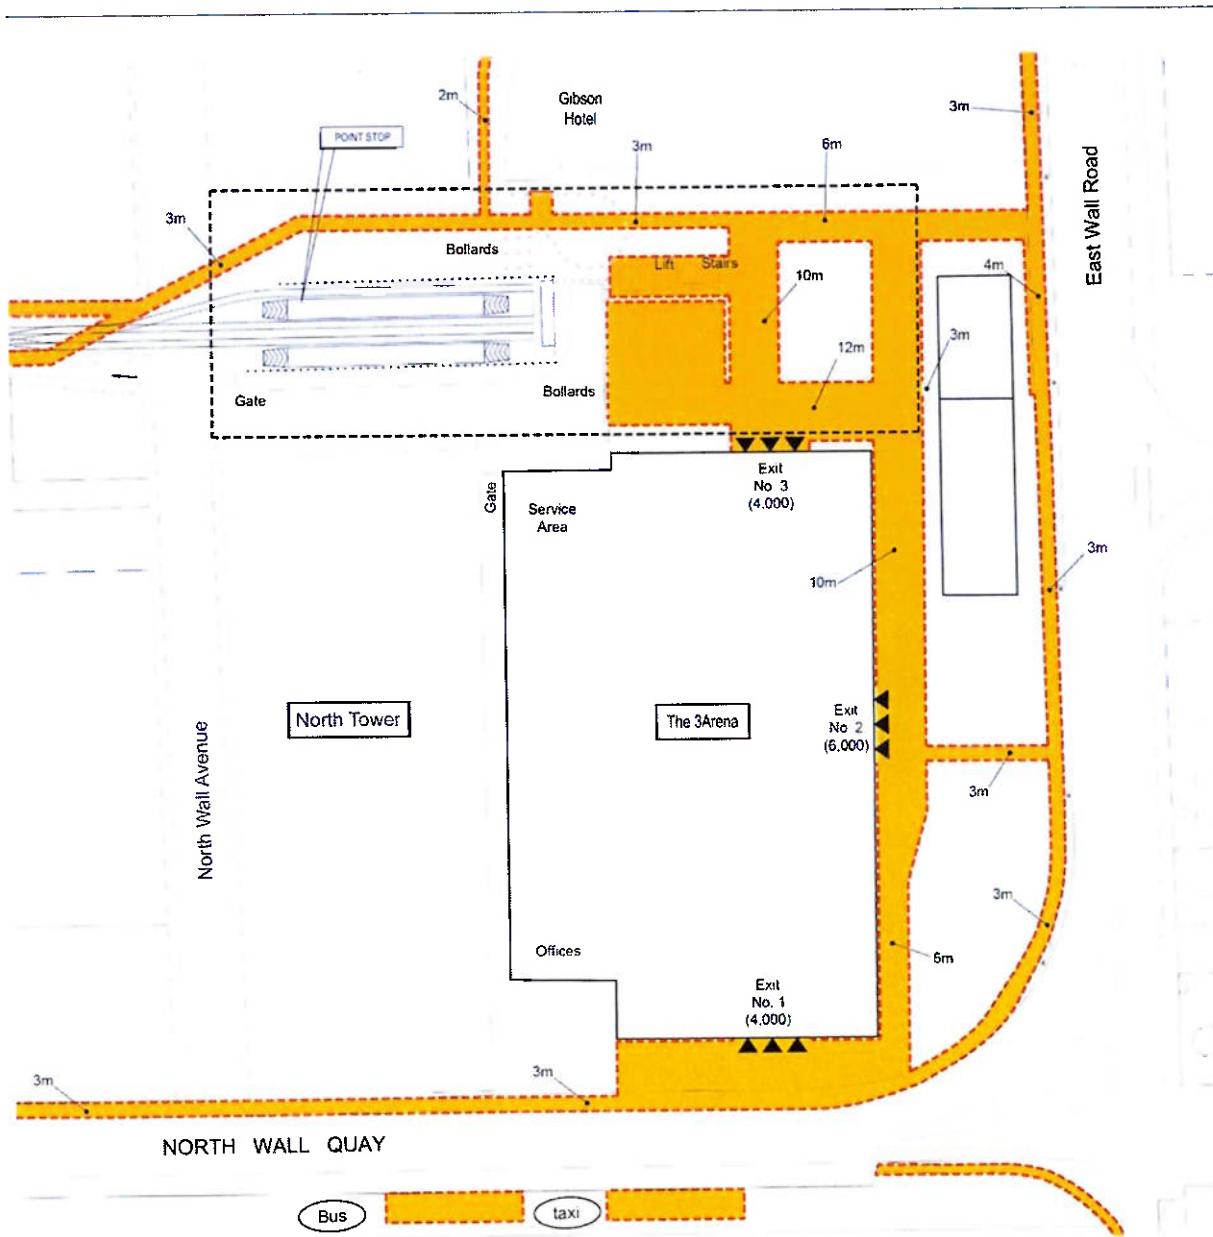 2m
Gibson
Hotel
3m
POINT STOP
3m
6m
3m
East Wall Road
Bollards
Lift
Stairs
10m
4m
3m
12m
Gate
Bollards
Exit
No 3
(4.000)
Gate
Service
Area
10m
3m
North Tower
The 3Arena
Exit
No 2
(6,000)
North Wall Avenue
3m
3m
Offices
6m
Exit
No. 1
(4,000)
3m
3m
NORTH WALL QUAY
Bus
taxi